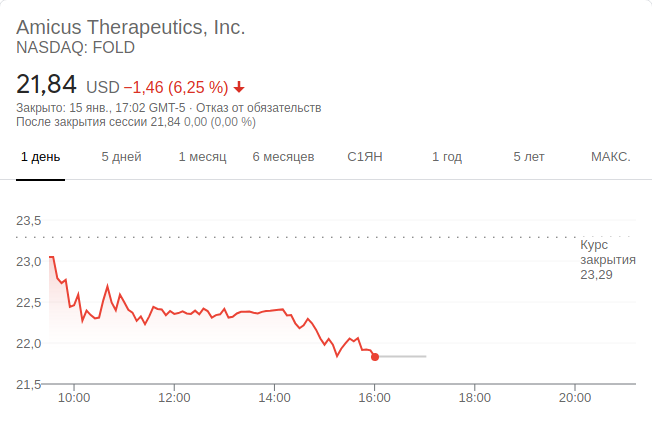 Amicus Therapeutics, Inc.
NASDAQ: FOLD
21,84 USD −1,46 (6,25 %)
Закрыто: 15 янв., 17:02 GMT-5 · Отказ от обязательств
После закрытия сессии 21,84 0,00 (0,00 %)
1 день 5 дней 1 месяц 6 месяцев С1ЯН 1 год 5 лет МАКС.
23,5
Курс
закрытия
23,29
23,0
22,5
22,0
21,5
10:00 12:00 14:00 16:00 18:00 20:00